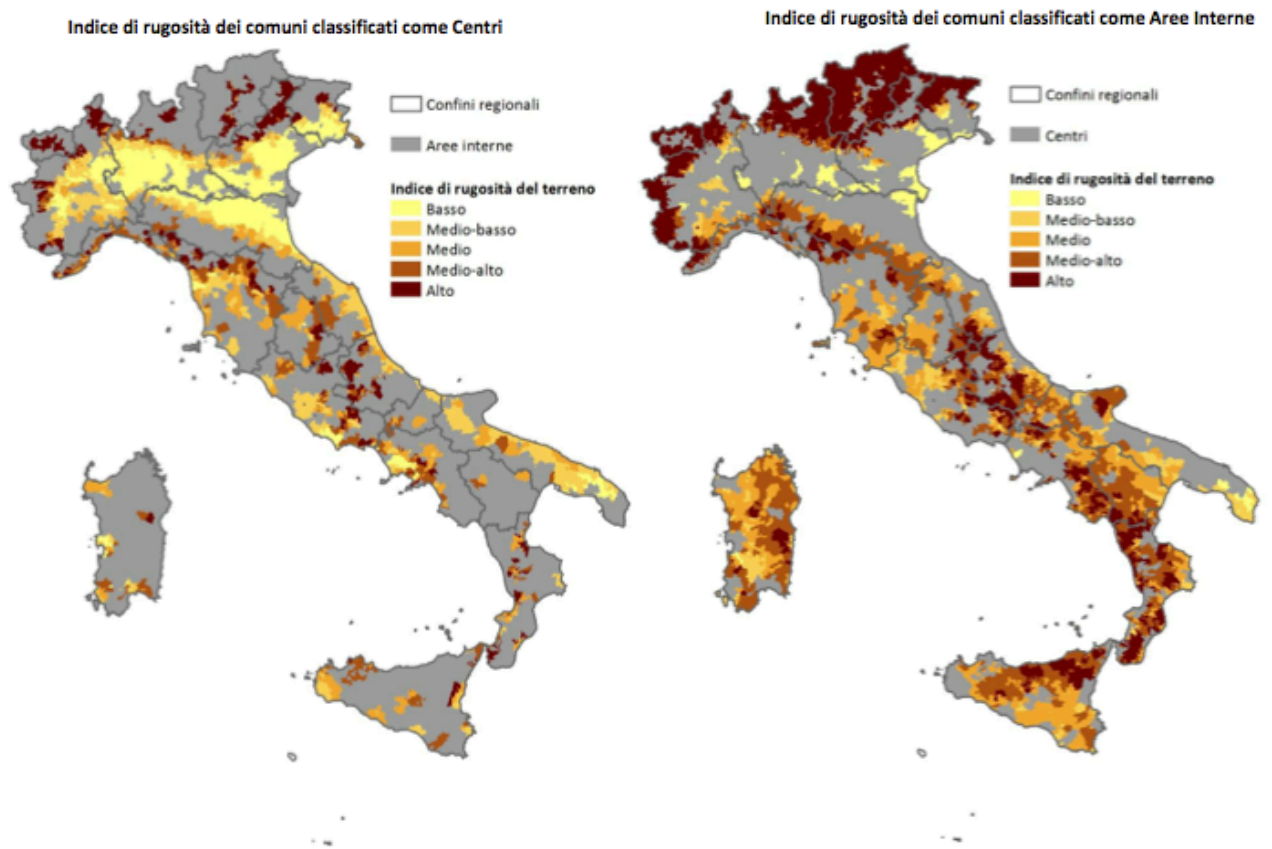 Indice di rugosità dei comuni classificati come Centri
Confini regionali
Aree interne
Indice di rugosità del terreno
Basso
Medio-basso
Medio
Medio-alto
Alto
Indice di rugosità dei comuni classificati come Aree Interne
Confini regionali
Centri
Indice di rugosità del terreno
Basso
Medio-basso
Medio
Medio-alto
Alto